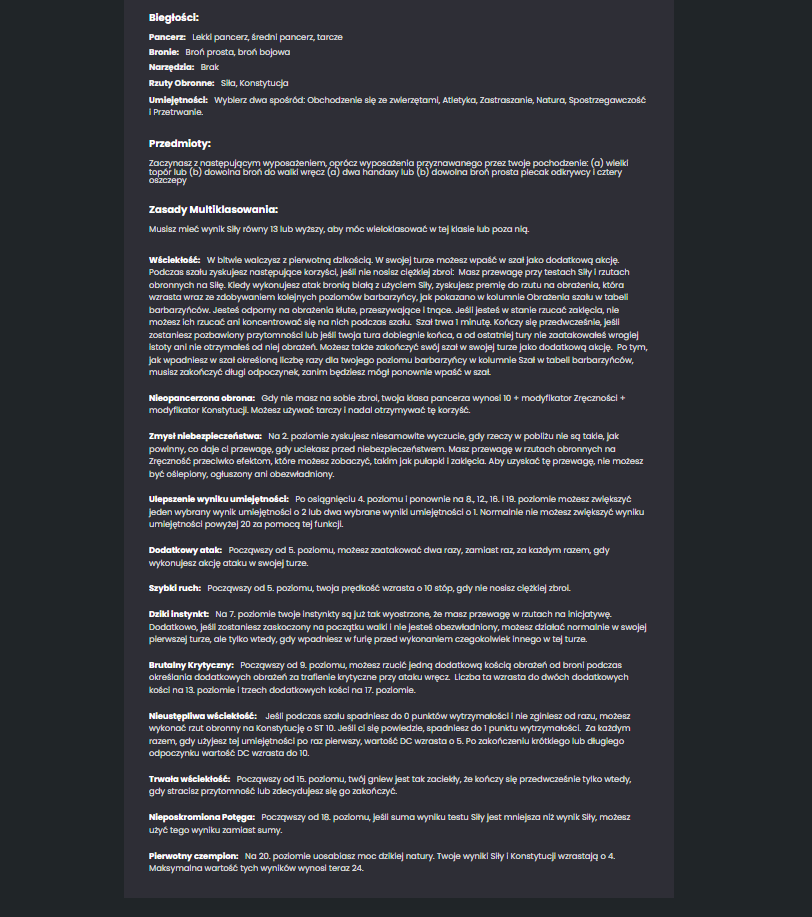 Biegłości:
Pancerz: Lekki pancerz, średni pancerz, tarcze
Bronie: Broń prosta, broń bojowa
Narzędzia: Brak
Rzuty Obronne: Siła, Konstytucja
Umiejętności: Wybierz dwa spośród: Obchodzenie się ze zwierzętami, Atletyka, Zastraszanie, Natura, Spostrzegawczość
i Przetrwanie.
Przedmioty:
Zaczynasz z następującym wyposażeniem, oprócz wyposażenia przyznawanego przez twoje pochodzenie: (a) wielki
topór lub (b) dowolna broń do walki wręcz (a) dwa handaxy lub (b) dowolna broń prosta plecak odkrywcy i cztery
oszczepy
Zasady Multiklasowania:
Musisz mieć wynik Siły równy 13 lub wyższy, aby móc wieloklasować w tej klasie lub poza nią.
Wściekłość: W bitwie walczysz z pierwotną dzikością. W swojej turze możesz wpaść w szał jako dodatkową akcję.
Podczas szału zyskujesz następujące korzyści, jeśli nie nosisz ciężkiej zbroi: Masz przewagę przy testach Siły i rzutach
obronnych na Siłę. Kiedy wykonujesz atak bronią białą z użyciem Siły, zyskujesz premię do rzutu na obrażenia, która
wzrasta wraz ze zdobywaniem kolejnych poziomów barbarzyńcy, jak pokazano w kolumnie Obrażenia szału w tabeli
barbarzyńców. Jesteś odporny na obrażenia kłute, przeszywające i tnące. Jeśli jesteś w stanie rzucać zaklęcia, nie
możesz ich rzucać ani koncentrować się na nich podczas szału. Szał trwa 1 minutę. Kończy się przedwcześnie, jeśli
zostaniesz pozbawiony przytomności lub jeśli twoja tura dobiegnie końca, a od ostatniej tury nie zaatakowałeś wrogiej
istoty ani nie otrzymałeś od niej obrażeń. Możesz także zakończyć swój szał w swojej turze jako dodatkową akcję. Po tym,
jak wpadniesz w szał określoną liczbę razy dla twojego poziomu barbarzyńcy w kolumnie Szał w tabeli barbarzyńców,
musisz zakończyć długi odpoczynek, zanim będziesz mógł ponownie wpaść w szał.
Nieopancerzona obrona: Gdy nie masz na sobie zbroi, twoja klasa pancerza wynosi 10 + modyfikator Zręczności +
modyfikator Konstytucji. Możesz używać tarczy i nadal otrzymywać tę korzyść.
Zmysł niebezpieczeństwa: Na 2. poziomie zyskujesz niesamowite wyczucie, gdy rzeczy w pobliżu nie są takie, jak
powinny, co daje ci przewagę, gdy uciekasz przed niebezpieczeństwem. Masz przewagę w rzutach obronnych na
Zręczność przeciwko efektom, które możesz zobaczyć, takim jak pułapki i zaklęcia. Aby uzyskać tę przewagę, nie możesz
być oślepiony, ogłuszony ani obezwładniony.
Ulepszenie wyniku umiejętności: Po osiągnięciu 4. poziomu i ponownie na 8., 12., 16. i 19. poziomie możesz zwiększyć
jeden wybrany wynik umiejętności o 2 lub dwa wybrane wyniki umiejętności o 1. Normalnie nie możesz zwiększyć wyniku
umiejętności powyżej 20 za pomocą tej funkcji.
Dodatkowy atak: Począwszy od 5. poziomu, możesz zaatakować dwa razy, zamiast raz, za każdym razem, gdy
wykonujesz akcję ataku w swojej turze.
Szybki ruch: Począwszy od 5. poziomu, twoja prędkość wzrasta o 10 stóp, gdy nie nosisz ciężkiej zbroi.
Dziki instynkt: Na 7. poziomie twoje instynkty są już tak wyostrzone, że masz przewagę w rzutach na inicjatywę.
Dodatkowo, jeśli zostaniesz zaskoczony na początku walki i nie jesteś obezwładniony, możesz działać normalnie w swojej
pierwszej turze, ale tylko wtedy, gdy wpadniesz w furię przed wykonaniem czegokolwiek innego w tej turze.
Brutalny Krytyczny: Począwszy od 9. poziomu, możesz rzucić jedną dodatkową kością obrażeń od broni podczas
określania dodatkowych obrażeń za trafienie krytyczne przy ataku wręcz. Liczba ta wzrasta do dwóch dodatkowych
kości na 13. poziomie i trzech dodatkowych kości na 17. poziomie.
Nieustępliwa wściekłość: Jeśli podczas szału spadniesz do 0 punktów wytrzymałości i nie zginiesz od razu, możesz
wykonać rzut obronny na Konstytucję o ST 10. Jeśli ci się powiedzie, spadniesz do 1 punktu wytrzymałości. Za każdym
razem, gdy użyjesz tej umiejętności po raz pierwszy, wartość DC wzrasta o 5. Po zakończeniu krótkiego lub długiego
odpoczynku wartość DC wzrasta do 10.
Trwała wściekłość: Począwszy od 15. poziomu, twój gniew jest tak zaciekły, że kończy się przedwcześnie tylko wtedy,
gdy stracisz przytomność lub zdecydujesz się go zakończyć.
Nieposkromiona Potęga: Począwszy od 18. poziomu, jeśli suma wyniku testu Siły jest mniejsza niż wynik Siły, możesz
użyć tego wyniku zamiast sumy.
Pierwotny czempion: Na 20. poziomie uosabiasz moc dzikiej natury. Twoje wyniki Siły i Konstytucji wzrastają o 4.
Maksymalna wartość tych wyników wynosi teraz 24.